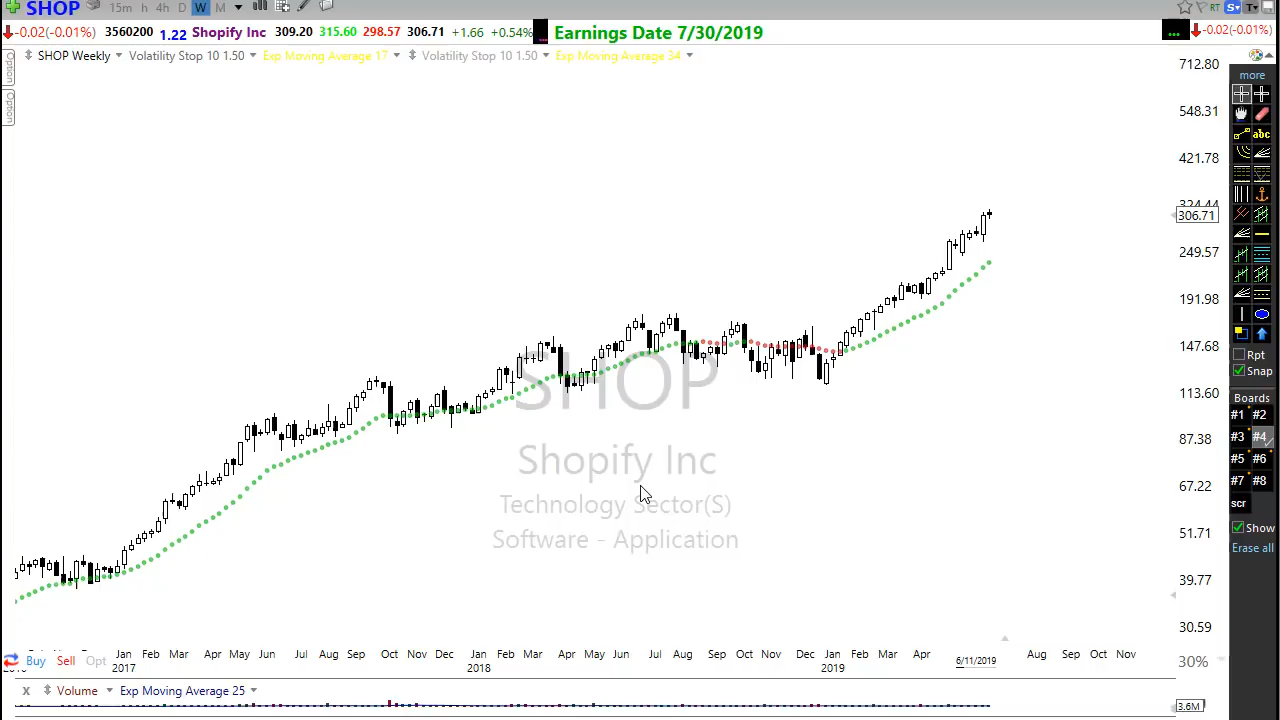 SHOP 15m h 4h D W M RT S T
-0.02(-0.01%) 3560200 1.22 Shopify Inc 309.20 315.60 298.57 306.71 +1.66 +0.54% ... Earnings Date 7/30/2019 ... -0.02(-0.01%)
SHOP Weekly Volatility Stop 10 1.50 Exp Moving Average 17 Volatility Stop 10 1.50 Exp Moving Average 34
Option
Option
712.80
548.31
421.78
324.44
306.71
249.57
191.98
147.68
113.60
87.38
67.22
51.71
39.77
30.59
30%
SHOP
Shopify Inc
Technology Sector(S)
Software - Application
more
abc
Rpt
Snap
Boards
#1 #2
#3 #4
#5 #6
#7 #8
scr
Show
Erase all
Jan Feb Mar Apr May Jun Jul Aug Sep Oct Nov Dec Jan Feb Mar Apr May Jun Jul Aug Sep Oct Nov Dec Jan Feb Mar Apr 6/11/2019 Aug Sep Oct Nov
2017 2018 2019
Buy Sell Opt
x Volume Exp Moving Average 25
3.6M